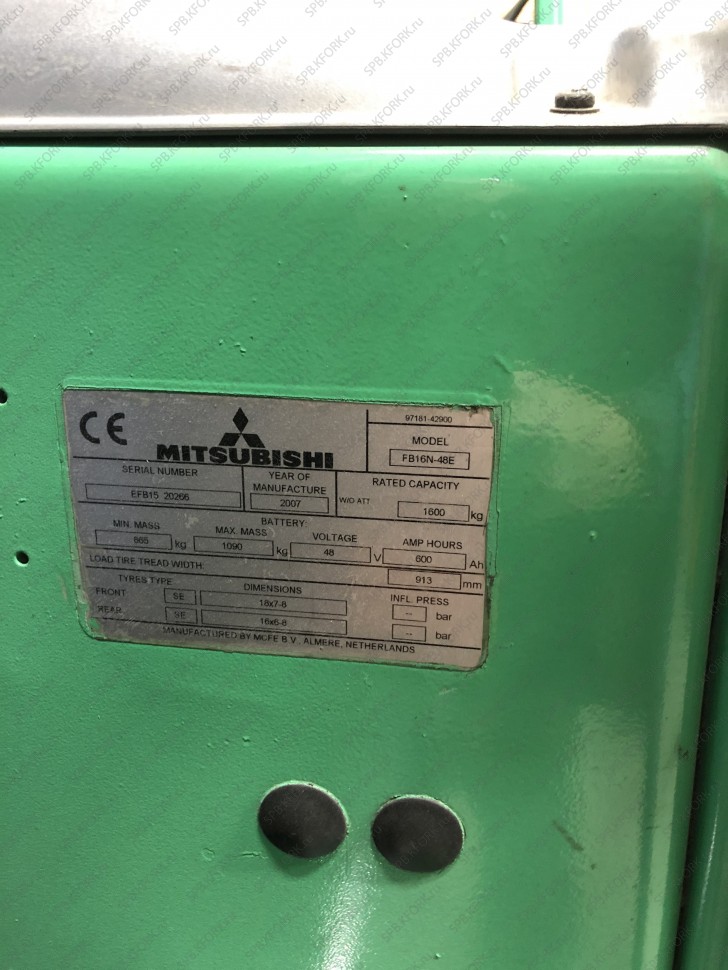 CE
MITSUBISHI
97181-42900
MODEL
FB16N-48E
SERIAL NUMBER
EFB15 20266
YEAR OF
MANUFACTURE
2007
RATED CAPACITY
W/O ATT. 1600 kg
BATTERY:
MIN. MASS MAX. MASS VOLTAGE AMP HOURS
865 kg 1090 kg 48 V 600 Ah
LOAD TIRE TREAD WIDTH: 913 mm
TYRES TYPE DIMENSIONS INFL. PRESS
FRONT SE 18x7-8 -- bar
REAR SE 16x6-8 -- bar
MANUFACTURED BY MCFE B.V. ALMERE, NETHERLANDS
SPB.KFORK.ru